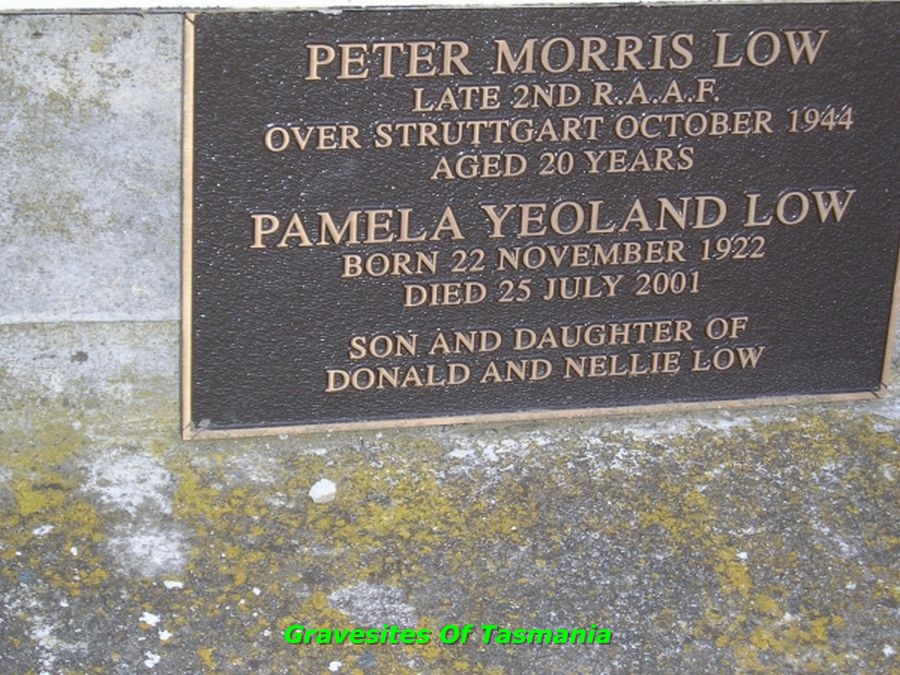 PETER MORRIS LOW
LATE 2ND R.A.A.F.
OVER STRUTTGART OCTOBER 1944
AGED 20 YEARS
PAMELA YEOLAND LOW
BORN 22 NOVEMBER 1922
DIED 25 JULY 2001
SON AND DAUGHTER OF
DONALD AND NELLIE LOW
Gravesites Of Tasmania